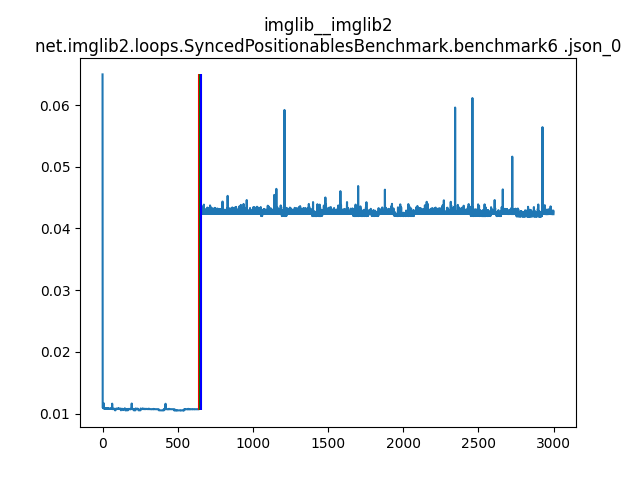 imglib__imglib2
net.imglib2.loops.SyncedPositionablesBenchmark.benchmark6 .json_0
0.06
0.05
0.04
0.03
0.02
0.01
0 500 1000 1500 2000 2500 3000